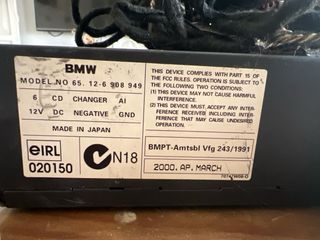 BMW
MODEL NO 65. 12-6 908 949
6 CD CHANGER AI
12V DC NEGATIVE GND
MADE IN JAPAN
eIRL
020150
N18
THIS DEVICE COMPLIES WITH PART 15 OF
THE FCC RULES. OPERATION IS SUBJECT TO
THE FOLLOWING TWO CONDITIONS:
(1) THIS DEVICE MAY NOT CAUSE HARMFUL
INTERFERENCE.
(2) THIS DEVICE MUST ACCEPT ANY
INTERFERENCE RECEIVED INCLUDING
INTERFERENCE THAT MAY CAUSE
UNDESIRED OPERATION.
BMPT-Amtsbl Vfg 243/1991
2000. AP. MARCH